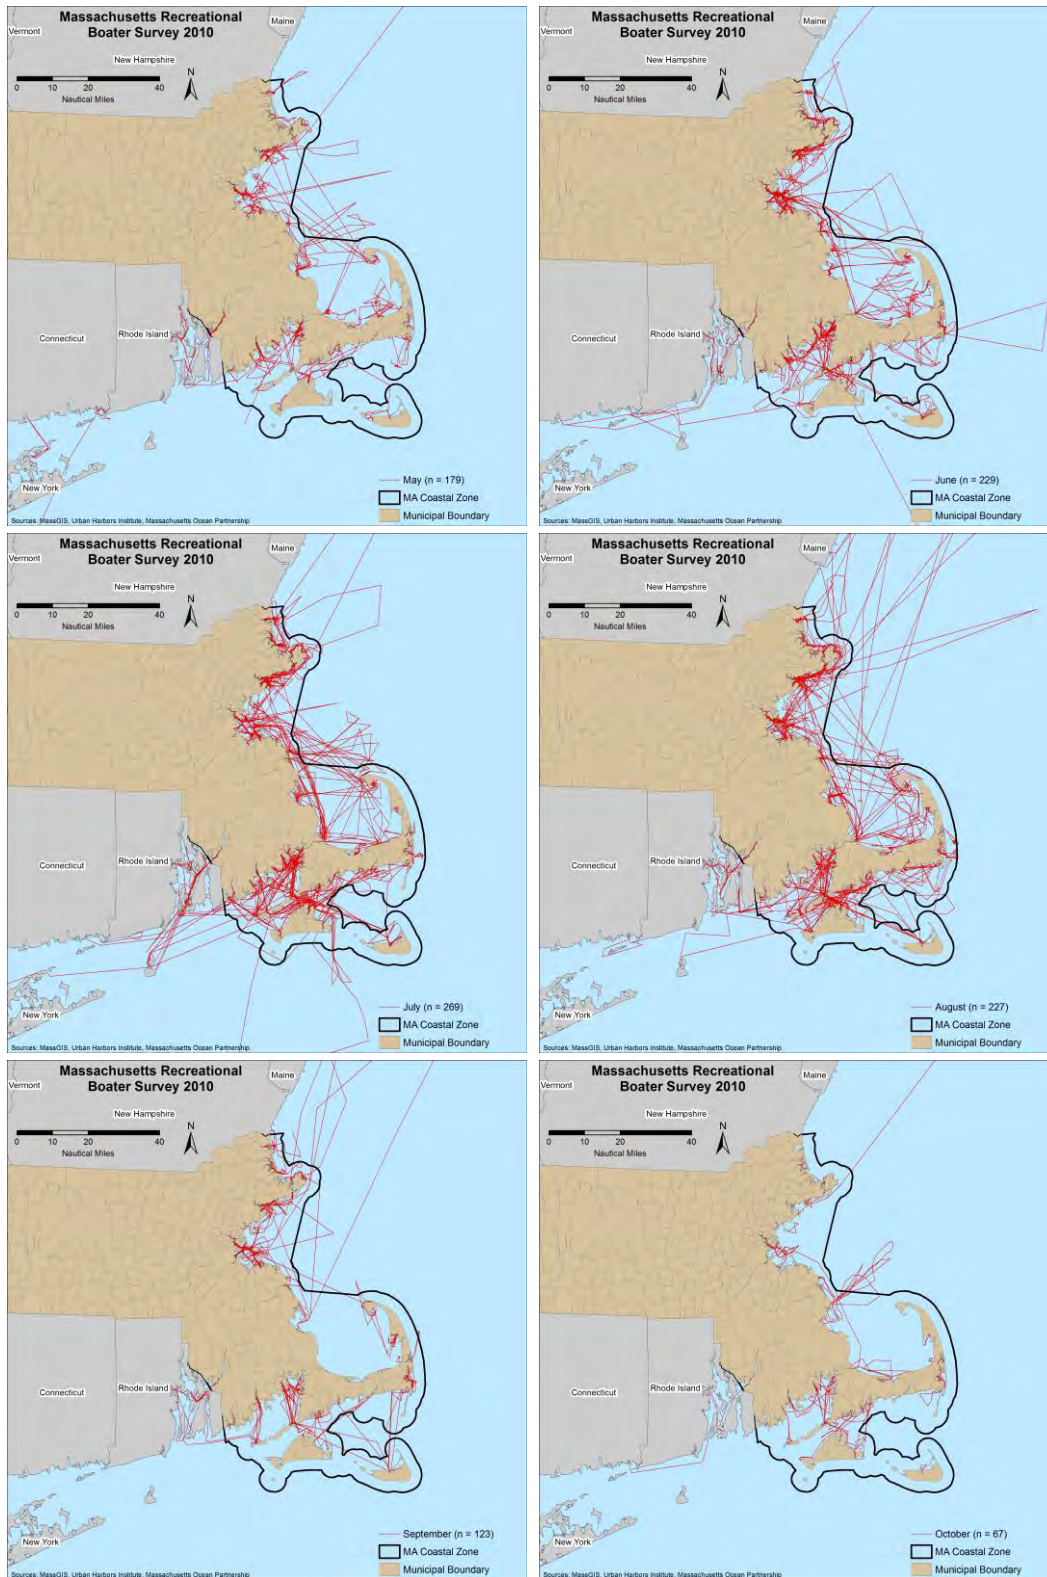 Massachusetts Recreational
Boater Survey 2010
Maine
Vermont
New Hampshire
N
0 10 20 40
Nautical Miles
Connecticut
Rhode Island
New York
May (n = 179)
MA Coastal Zone
Municipal Boundary
Sources: MassGIS, Urban Harbors Institute, Massachusetts Ocean Partnership
Massachusetts Recreational
Boater Survey 2010
Maine
Vermont
New Hampshire
N
0 10 20 40
Nautical Miles
Connecticut
Rhode Island
New York
June (n = 229)
MA Coastal Zone
Municipal Boundary
Sources: MassGIS, Urban Harbors Institute, Massachusetts Ocean Partnership
Massachusetts Recreational
Boater Survey 2010
Maine
Vermont
New Hampshire
N
0 10 20 40
Nautical Miles
Connecticut
Rhode Island
New York
July (n = 269)
MA Coastal Zone
Municipal Boundary
Sources: MassGIS, Urban Harbors Institute, Massachusetts Ocean Partnership
Massachusetts Recreational
Boater Survey 2010
Maine
Vermont
New Hampshire
N
0 10 20 40
Nautical Miles
Connecticut
Rhode Island
New York
August (n = 227)
MA Coastal Zone
Municipal Boundary
Sources: MassGIS, Urban Harbors Institute, Massachusetts Ocean Partnership
Massachusetts Recreational
Boater Survey 2010
Maine
Vermont
New Hampshire
N
0 10 20 40
Nautical Miles
Connecticut
Rhode Island
New York
September (n = 123)
MA Coastal Zone
Municipal Boundary
Sources: MassGIS, Urban Harbors Institute, Massachusetts Ocean Partnership
Massachusetts Recreational
Boater Survey 2010
Maine
Vermont
New Hampshire
N
0 10 20 40
Nautical Miles
Connecticut
Rhode Island
New York
October (n = 67)
MA Coastal Zone
Municipal Boundary
Sources: MassGIS, Urban Harbors Institute, Massachusetts Ocean Partnership